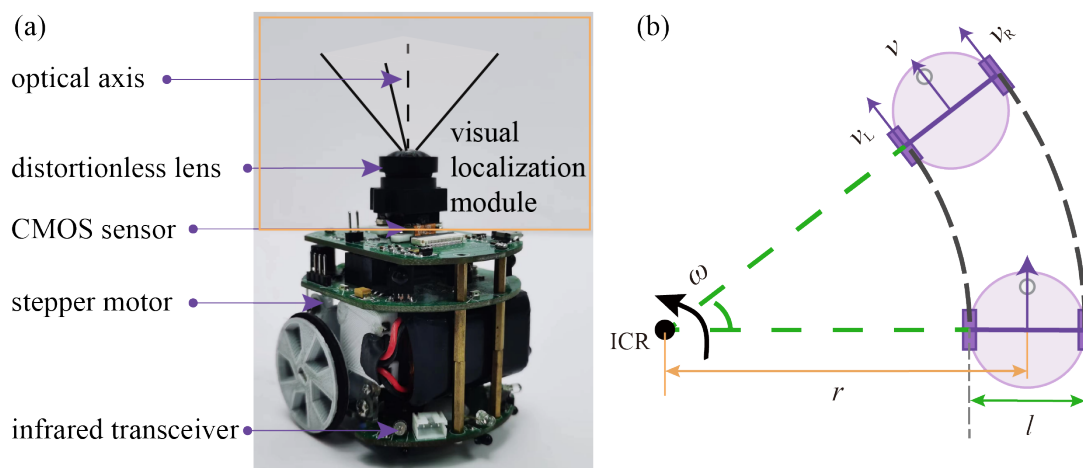 (a)
optical axis
distortionless lens
CMOS sensor
stepper motor
infrared transceiver
visual
localization
module
(b)
v_R
v
v_L
ω
ICR
r
l